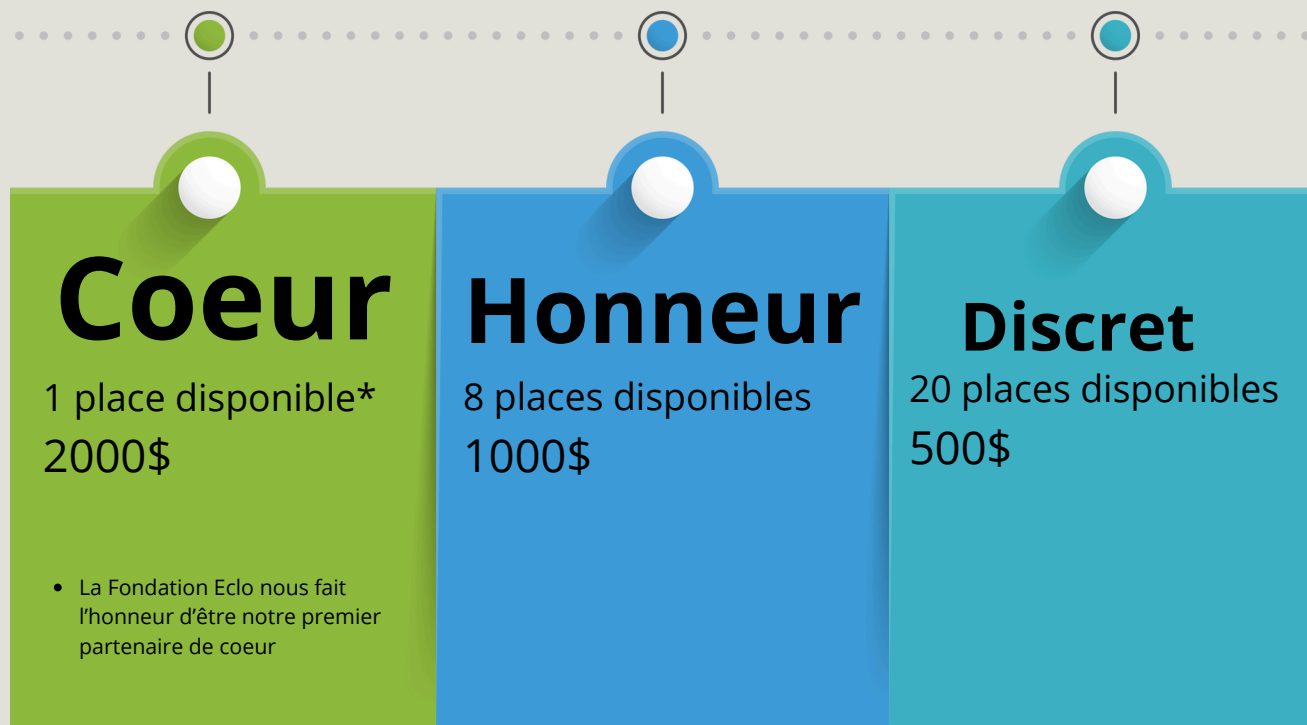 Coeur
1 place disponible*
2000$
• La Fondation Eclo nous fait
l’honneur d’être notre premier
partenaire de coeur
Honneur
8 places disponibles
1000$
Discret
20 places disponibles
500$